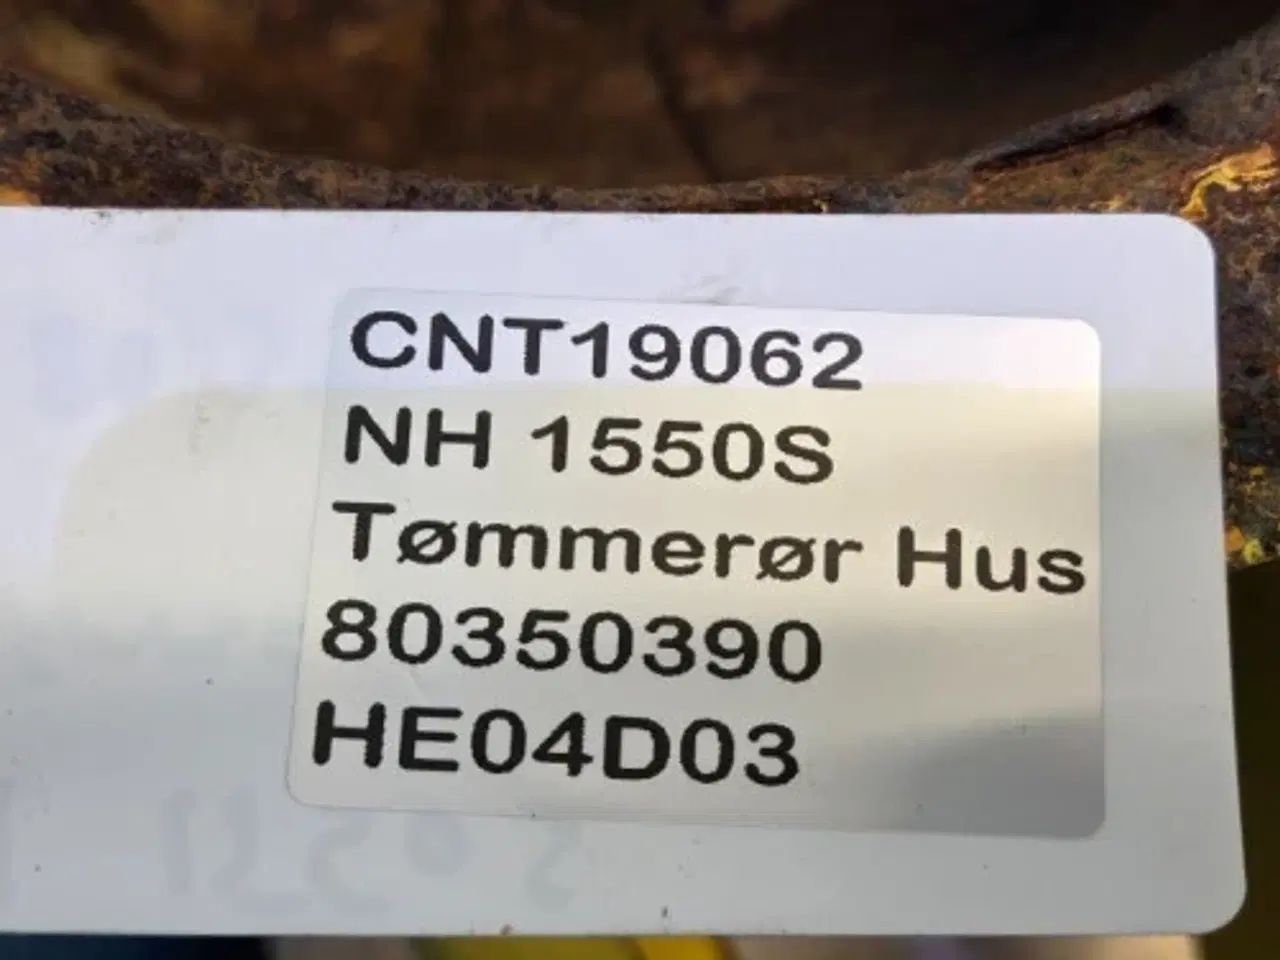 CNT19062
NH 1550S
Tømmerør Hus
80350390
HE04D03